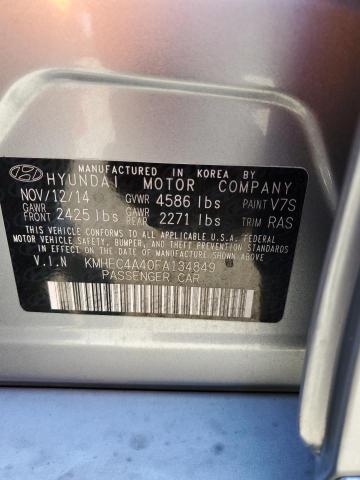 MANUFACTURED IN KOREA BY
HYUNDAI MOTOR COMPANY
NOV/12/14 GVWR 4586 lbs PAINT V7S
GAWR FRONT 2425 lbs GAWR REAR 2271 lbs TRIM RAS
THIS VEHICLE CONFORMS TO ALL APPLICABLE U.S.A. FEDERAL
MOTOR VEHICLE SAFETY, BUMPER, AND THEFT PREVENTION
STANDARDS IN EFFECT ON THE DATE OF MANUFACTURE SHOWN ABOVE.
V.I.N KMHEC4A40FA134849
PASSENGER CAR